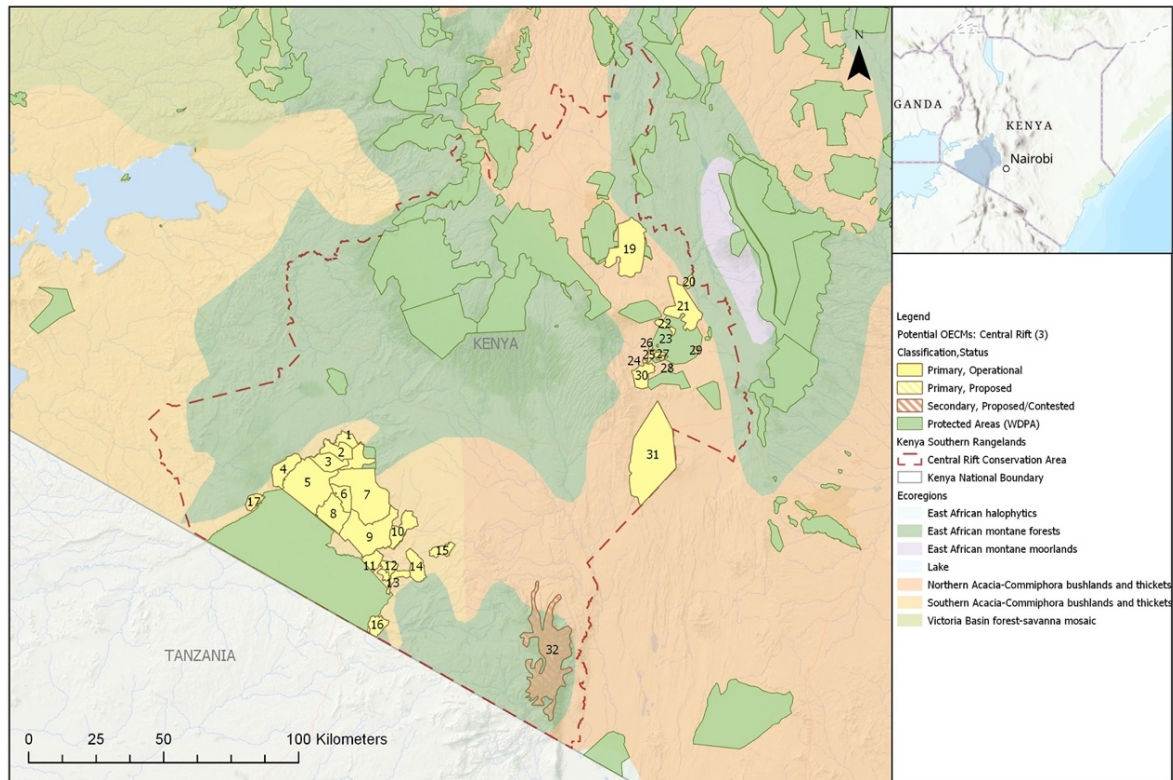 N
GANDA
KENYA
Nairobi
19
20
21
22
23
26
29
25
27
24
28
30
KENYA
31
1
2
3
4
5
6
7
17
8
10
9
15
11
12
14
13
16
32
TANZANIA
0 25 50 100 Kilometers
Legend
Potential OECMs: Central Rift (3)
Classification,Status
Primary, Operational
Primary, Proposed
Secondary, Proposed/Contested
Protected Areas (WDPA)
Kenya Southern Rangelands
Central Rift Conservation Area
Kenya National Boundary
Ecoregions
East African halophytics
East African montane forests
East African montane moorlands
Lake
Northern Acacia-Commiphora bushlands and thickets
Southern Acacia-Commiphora bushlands and thickets
Victoria Basin forest-savanna mosaic